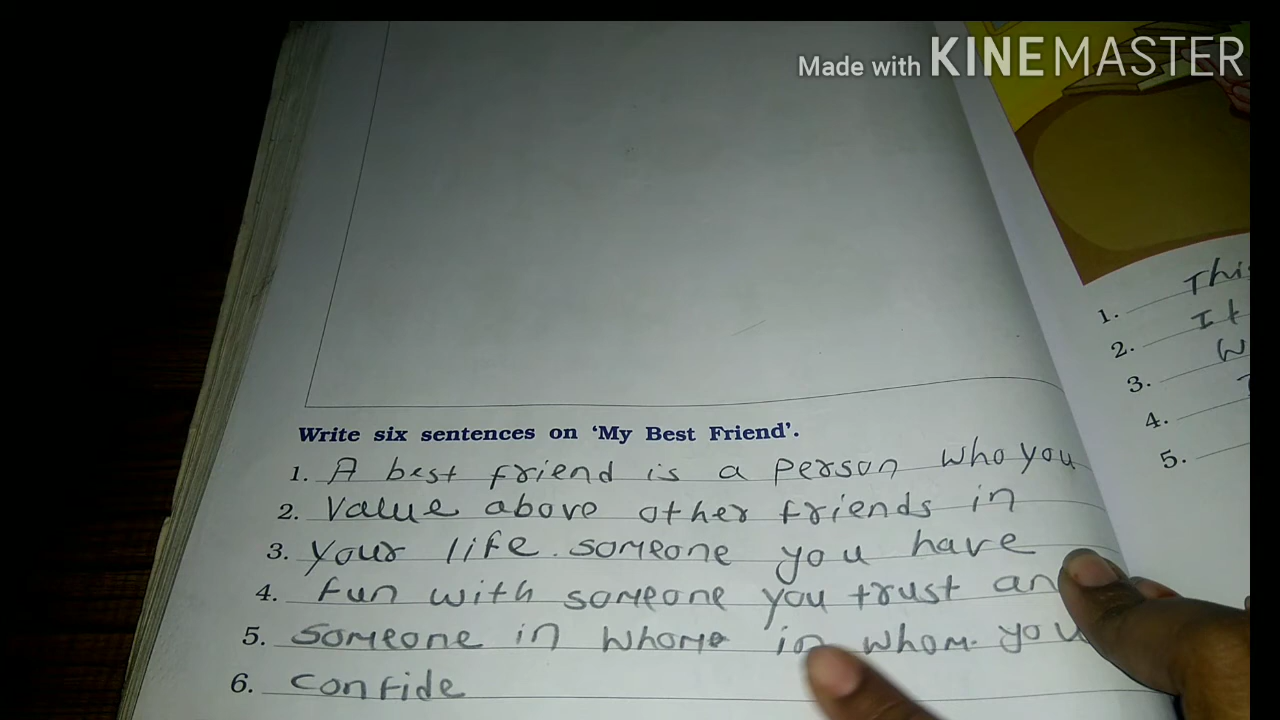 Made with KINEMASTER
Write six sentences on 'My Best Friend'.
1. A best friend is a person who you
2. Value above other friends in
3. your life. someone you have
4. fun with someone you trust an
5. Someone in whome in whom you
6. confide
1. Thi
2. It
3. W
4.
5.